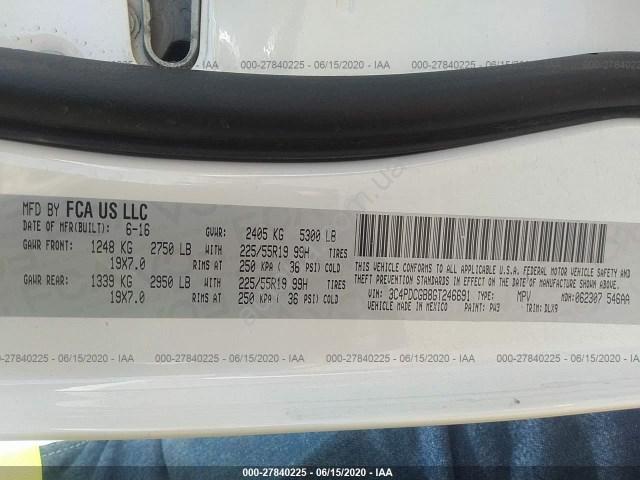 000-27840225 - 06/15/2020 - IAA
000-27840225 - 06/15/2020 - IAA
MFD BY FCA US LLC
DATE OF MFR(BUILT): 6-16 GVWR: 2405 KG 5300 LB
GAWR FRONT: 1248 KG 2750 LB WITH 225/55R19 99H TIRES
19X7.0 RIMS AT 250 KPA ( 36 PSI) COLD
GAWR REAR: 1339 KG 2950 LB WITH 225/55R19 99H TIRES
19X7.0 RIMS AT 250 KPA ( 36 PSI) COLD
THIS VEHICLE CONFORMS TO ALL APPLICABLE U.S.A. FEDERAL MOTOR VEHICLE SAFETY AND
THEFT PREVENTION STANDARDS IN EFFECT ON THE DATE OF MANUFACTURE SHOWN ABOVE.
VIN: 3C4PDCGB8GT246691 TYPE: MPV MDH: 062307 546AA
VEHICLE MADE IN MEXICO PAINT: PW3 TRIM: DLX9
000-27840225 - 06/15/2020 - IAA
000-27840225 - 06/15/2020 - IAA
000-27840225 - 06/15/2020 - IAA
000-27840225 - 06/15/2020 - IAA